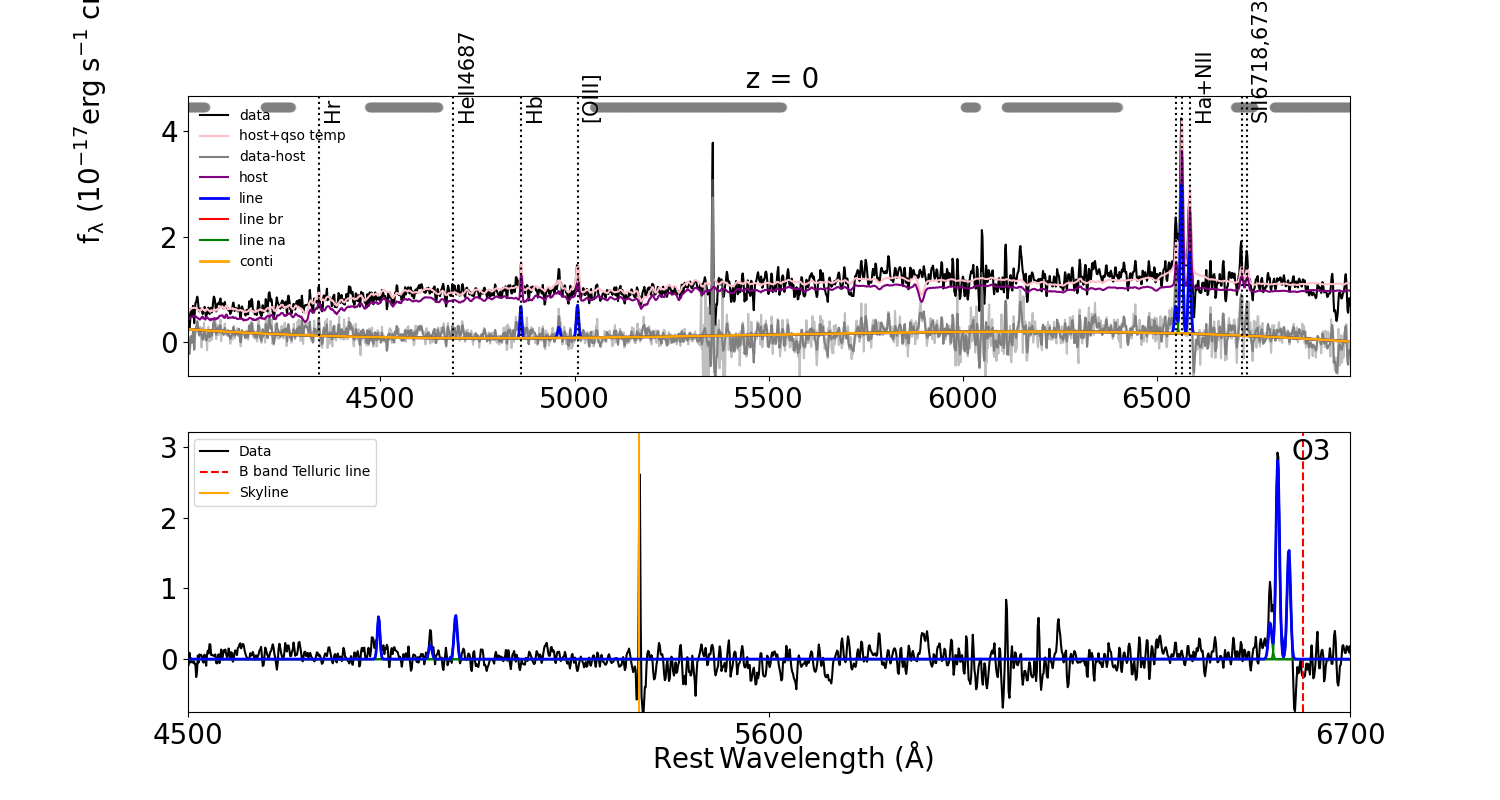 z = 0
f_λ (10^−17 erg s^−1 c
Hr
HeII4687
Hb
[OIII]
Ha+NII
SII6718,673
data
host+qso temp
data-host
host
line
line br
line na
conti
4
2
0
4500 5000 5500 6000 6500
Data
B band Telluric line
Skyline
O3
3
2
1
0
4500 5600 6700
Rest Wavelength (Å)